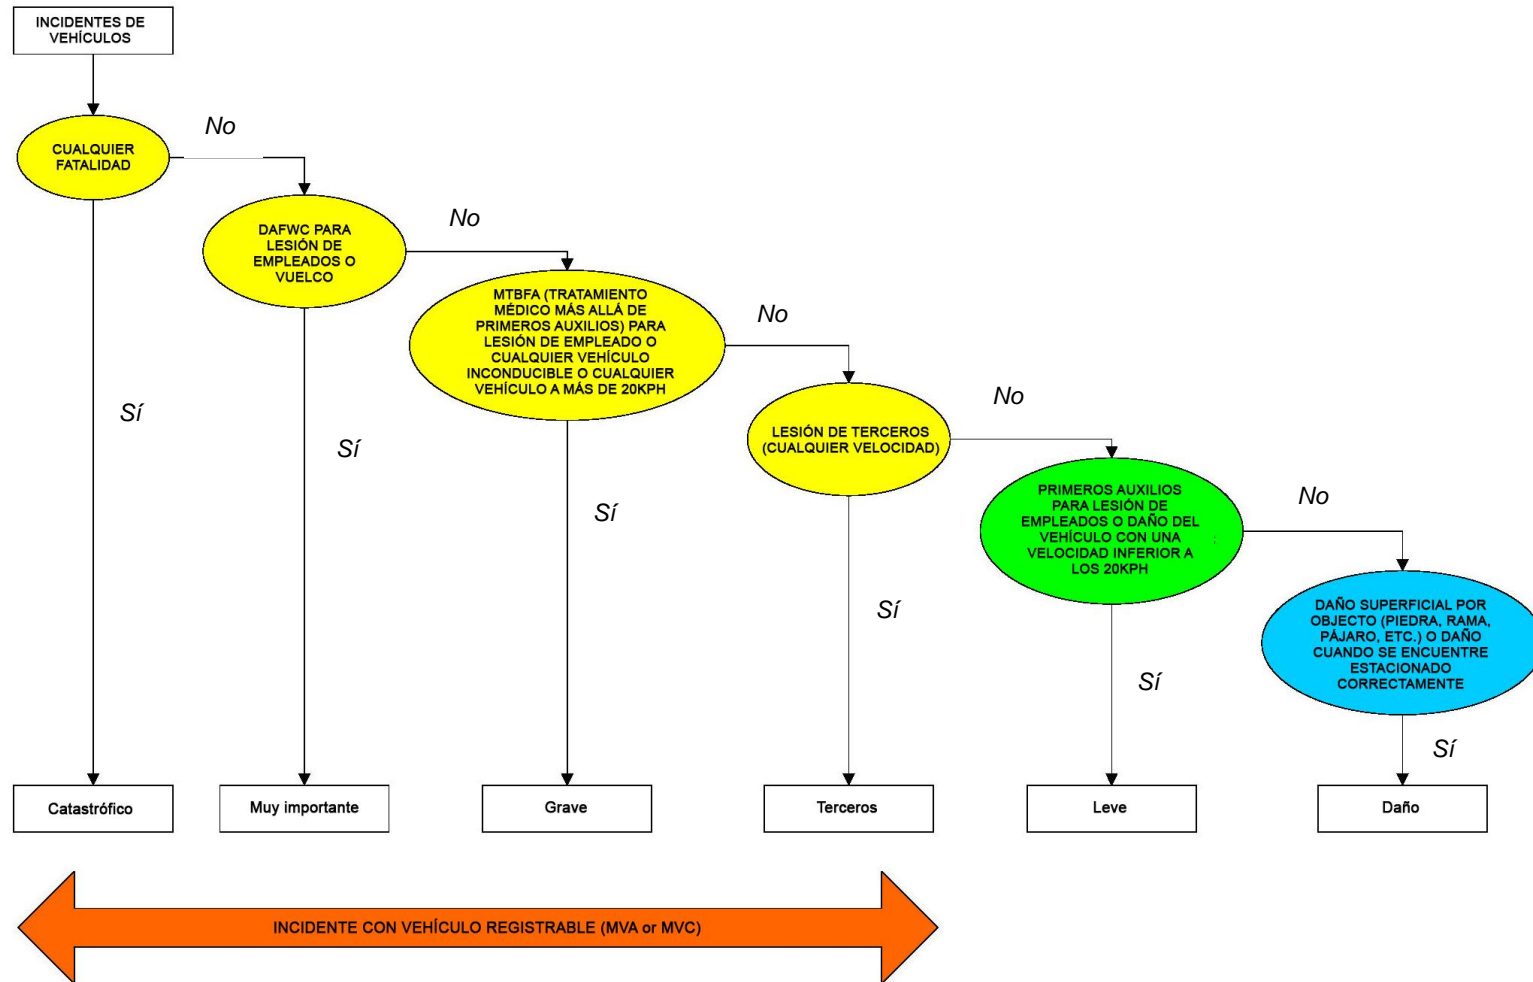 INCIDENTES DE
VEHÍCULOS
CUALQUIER
FATALIDAD
No
DAFWC PARA
LESIÓN DE
EMPLEADOS O
VUELCO
No
MTBFA (TRATAMIENTO
MÉDICO MÁS ALLÁ DE
PRIMEROS AUXILIOS) PARA
LESIÓN DE EMPLEADO O
CUALQUIER VEHÍCULO
INCONDUCIBLE O CUALQUIER
VEHÍCULO A MÁS DE 20KPH
No
LESIÓN DE TERCEROS
(CUALQUIER VELOCIDAD)
No
PRIMEROS AUXILIOS
PARA LESIÓN DE
EMPLEADOS O DAÑO DEL
VEHÍCULO CON UNA
VELOCIDAD INFERIOR A
LOS 20KPH
No
DAÑO SUPERFICIAL POR
OBJECTO (PIEDRA, RAMA,
PÁJARO, ETC.) O DAÑO
CUANDO SE ENCUENTRE
ESTACIONADO
CORRECTAMENTE
Sí
Sí
Sí
Sí
Sí
Sí
Catastrófico
Muy importante
Grave
Terceros
Leve
Daño
INCIDENTE CON VEHÍCULO REGISTRABLE (MVA or MVC)